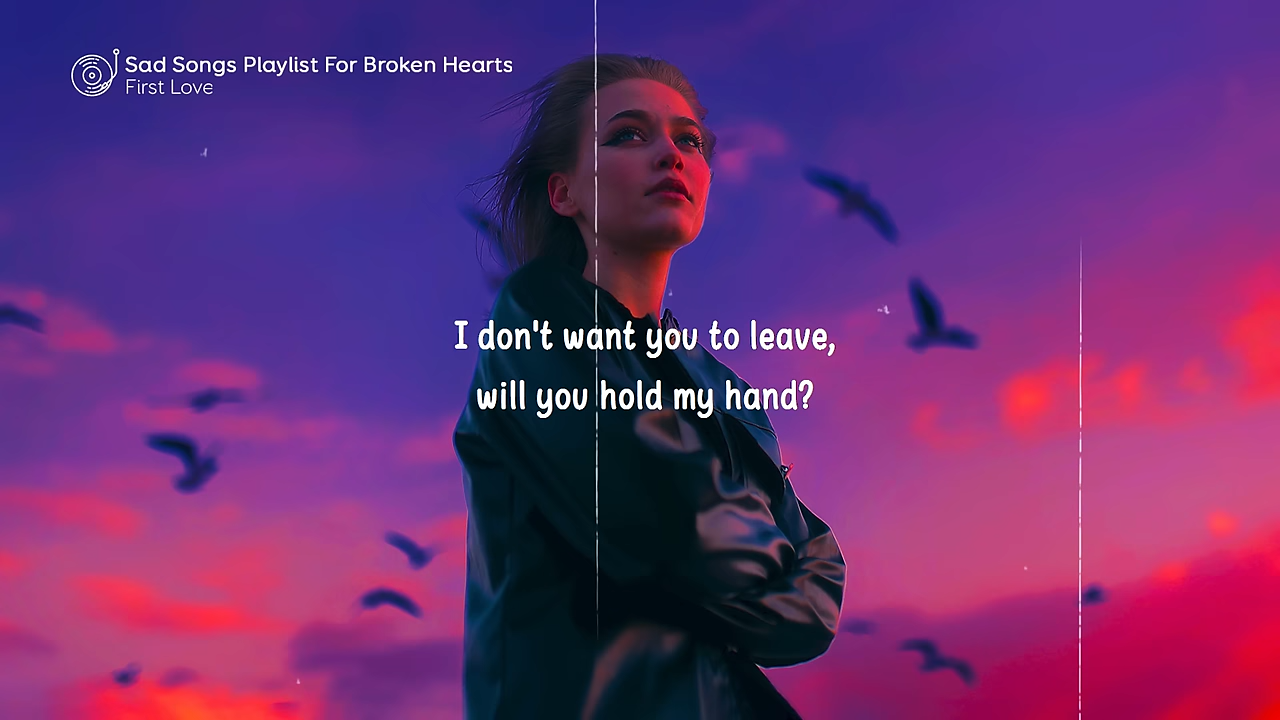 Sad Songs Playlist For Broken Hearts
First Love
I don't want you to leave,
will you hold my hand?